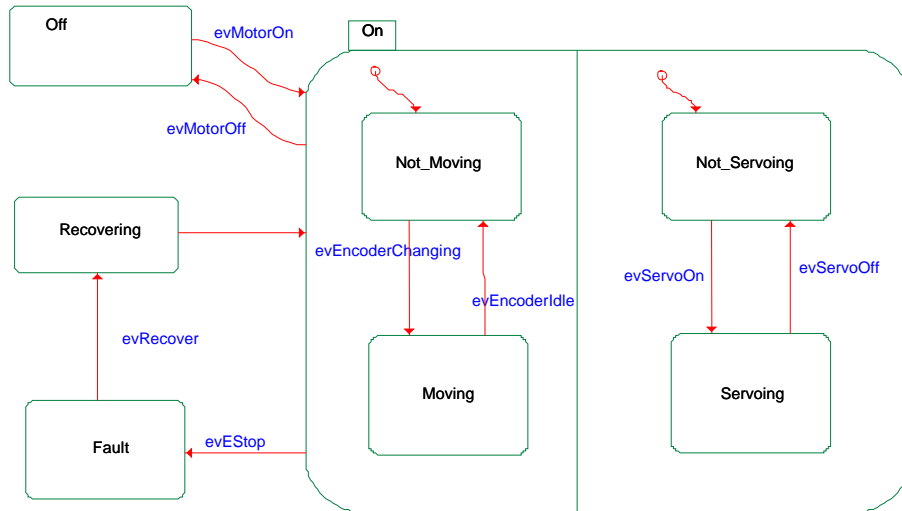 Off
On
evMotorOn
evMotorOff
Not_Moving
Not_Servoing
Recovering
evEncoderChanging
evServoOn
evServoOff
evEncoderIdle
evRecover
Moving
Servoing
Fault
evEStop